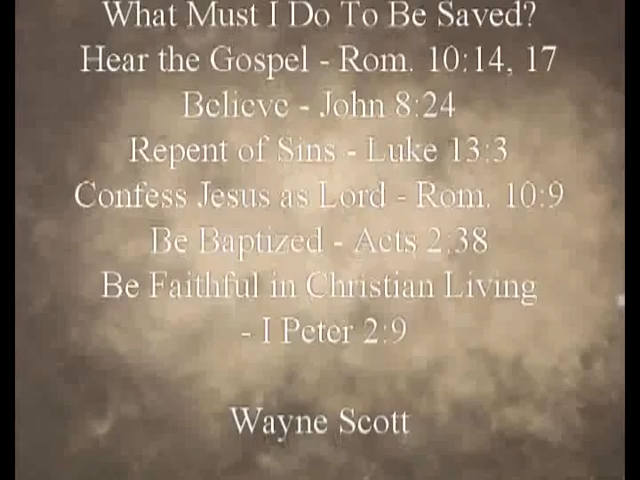 What Must I Do To Be Saved?
Hear the Gospel - Rom. 10:14, 17
Believe - John 8:24
Repent of Sins - Luke 13:3
Confess Jesus as Lord - Rom. 10:9
Be Baptized - Acts 2:38
Be Faithful in Christian Living
- I Peter 2:9
Wayne Scott